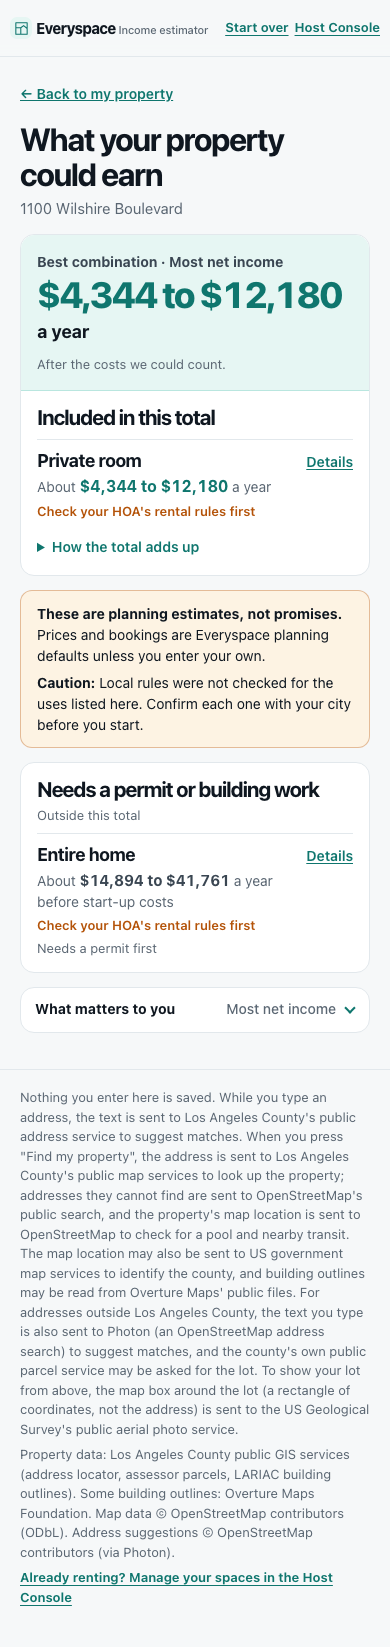 Everyspace Income estimator Start over Host Console
← Back to my property
What your property
could earn
1100 Wilshire Boulevard
Best combination · Most net income
$4,344 to $12,180
a year
After the costs we could count.
Included in this total
Private room Details
About $4,344 to $12,180 a year
Check your HOA's rental rules first
How the total adds up
These are planning estimates, not promises.
Prices and bookings are Everyspace planning
defaults unless you enter your own.
Caution: Local rules were not checked for the
uses listed here. Confirm each one with your city
before you start.
Needs a permit or building work
Outside this total
Entire home Details
About $14,894 to $41,761 a year
before start-up costs
Check your HOA's rental rules first
Needs a permit first
What matters to you Most net income
Nothing you enter here is saved. While you type an
address, the text is sent to Los Angeles County's public
address service to suggest matches. When you press
"Find my property", the address is sent to Los Angeles
County's public map services to look up the property;
addresses they cannot find are sent to OpenStreetMap's
public search, and the property's map location is sent to
OpenStreetMap to check for a pool and nearby transit.
The map location may also be sent to US government
map services to identify the county, and building outlines
may be read from Overture Maps' public files. For
addresses outside Los Angeles County, the text you type
is also sent to Photon (an OpenStreetMap address
search) to suggest matches, and the county's own public
parcel service may be asked for the lot. To show your lot
from above, the map box around the lot (a rectangle of
coordinates, not the address) is sent to the US Geological
Survey's public aerial photo service.
Property data: Los Angeles County public GIS services
(address locator, assessor parcels, LARIAC building
outlines). Some building outlines: Overture Maps
Foundation. Map data © OpenStreetMap contributors
(ODbL). Address suggestions © OpenStreetMap
contributors (via Photon).
Already renting? Manage your spaces in the Host
Console